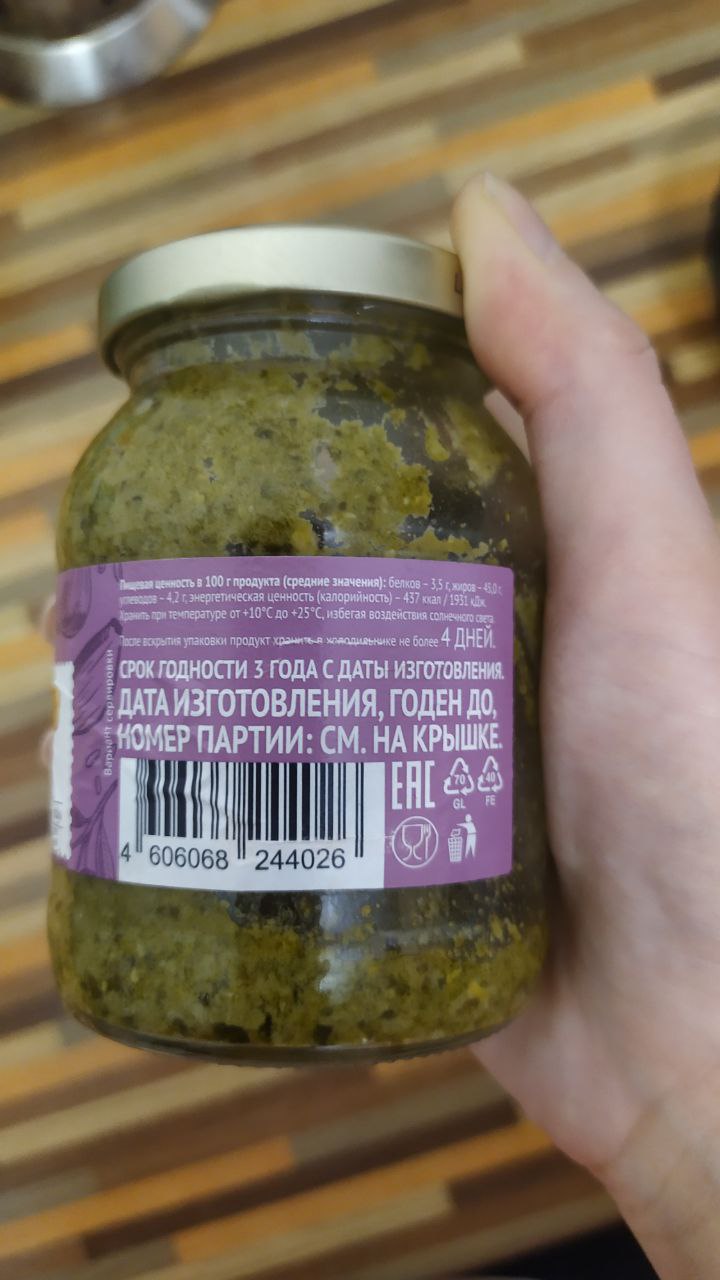 Пищевая ценность в 100 г продукта (средние значения): белков – 3,5 г, жиров – 45,0 г,
углеводов – 4,2 г, энергетическая ценность (калорийность) – 437 ккал / 1931 кДж.
Хранить при температуре от +10°С до +25°С, избегая воздействия солнечного света.
После вскрытия упаковки продукт хранить в холодильнике не более 4 ДНЕЙ.
СРОК ГОДНОСТИ 3 ГОДА С ДАТЫ ИЗГОТОВЛЕНИЯ.
ДАТА ИЗГОТОВЛЕНИЯ, ГОДЕН ДО,
НОМЕР ПАРТИИ: СМ. НА КРЫШКЕ.
Вариант сервировки
4 606068 244026
EAC
70
GL
40
FE